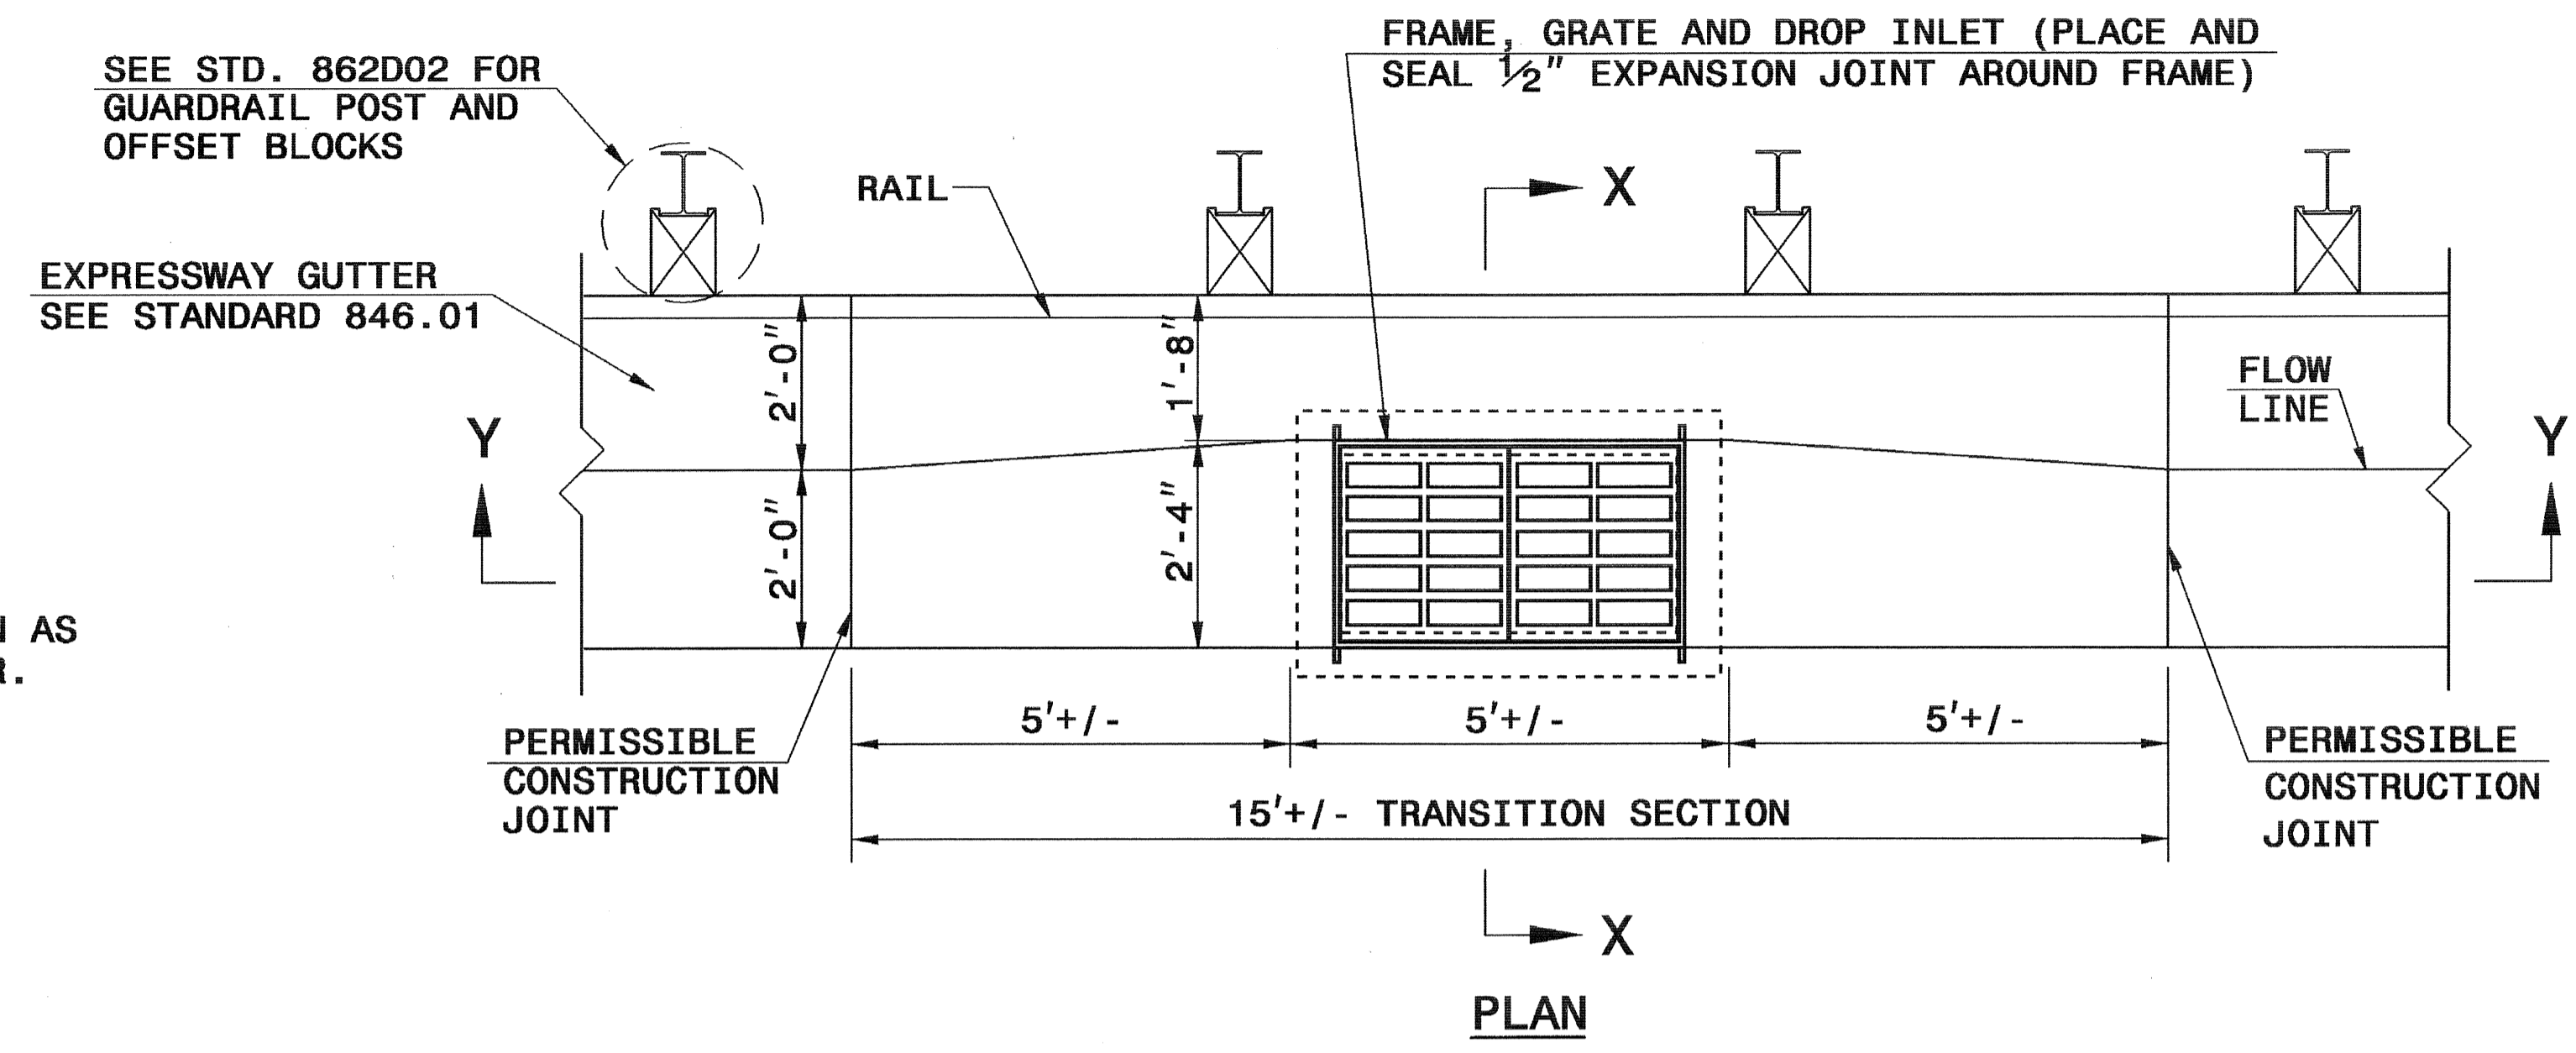 FRAME, GRATE AND DROP INLET (PLACE AND
SEAL ½" EXPANSION JOINT AROUND FRAME)
SEE STD. 862D02 FOR
GUARDRAIL POST AND
OFFSET BLOCKS
RAIL
X
EXPRESSWAY GUTTER
SEE STANDARD 846.01
2'-0"
1'-8"
FLOW
LINE
Y
Y
2'-0"
2'-4"
AS
5'+/-
5'+/-
5'+/-
PERMISSIBLE
CONSTRUCTION
JOINT
PERMISSIBLE
CONSTRUCTION
JOINT
15'+/- TRANSITION SECTION
X
PLAN